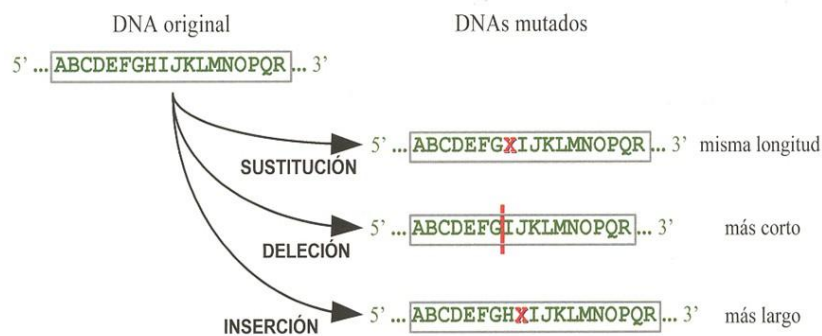 DNA original
DNAs mutados
5’ ... ABCDEFGHIJKLMNOPQR ... 3’
5’ ... ABCDEFGXIJKLMNOPQR ... 3’ misma longitud
SUSTITUCIÓN
5’ ... ABCDEFGIJKLMNOPQR ... 3’ más corto
DELECIÓN
5’ ... ABCDEFGHXIJKLMNOPQR ... 3’ más largo
INSERCIÓN